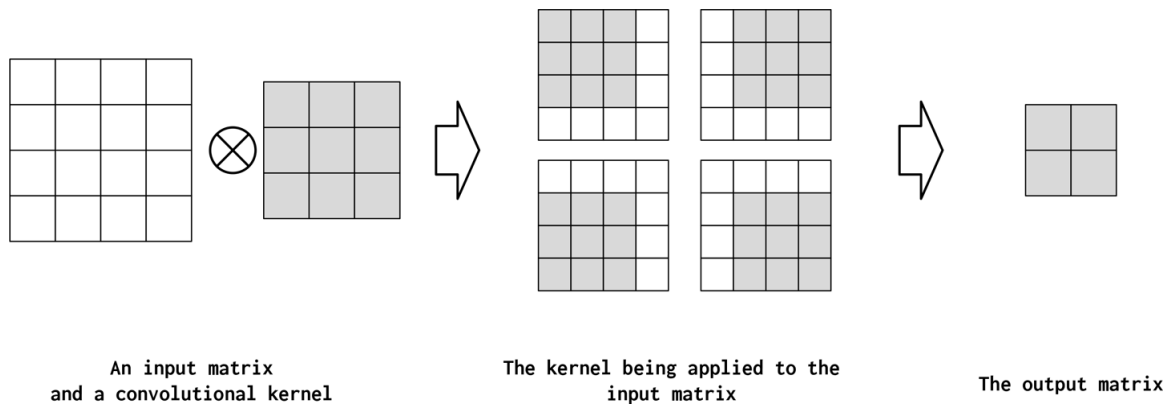 An input matrix
and a convolutional kernel
The kernel being applied to the
input matrix
The output matrix